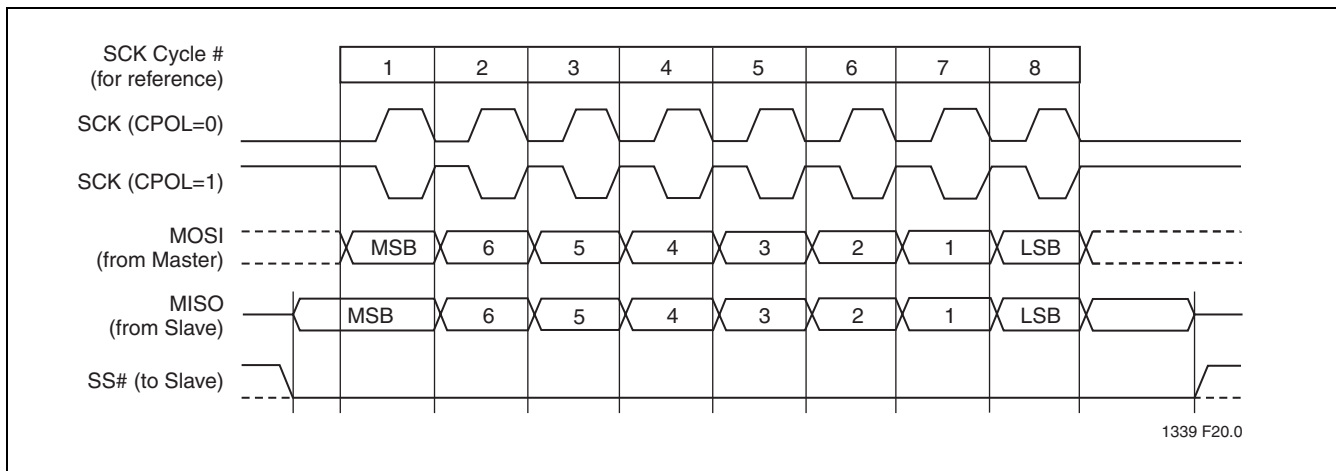 SCK Cycle #
(for reference)
1 2 3 4 5 6 7 8
SCK (CPOL=0)
SCK (CPOL=1)
MOSI
(from Master)
MSB 6 5 4 3 2 1 LSB
MISO
(from Slave)
MSB 6 5 4 3 2 1 LSB
SS# (to Slave)
1339 F20.0